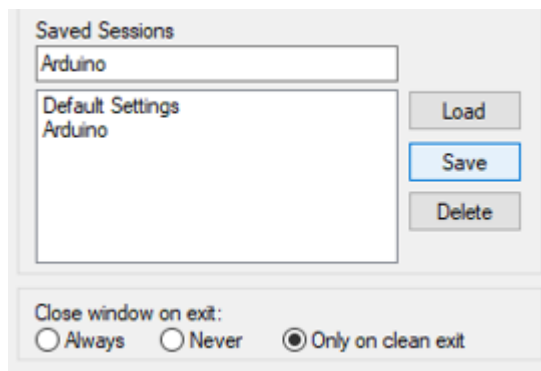 Saved Sessions
Arduino
Default Settings
Arduino
Load
Save
Delete
Close window on exit:
Always Never Only on clean exit